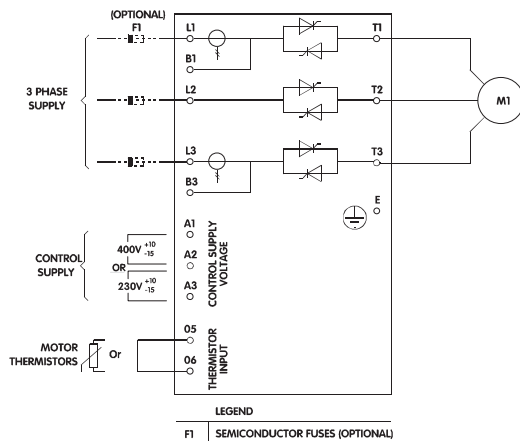 (OPTIONAL)
F1
L1
T1
B1
3 PHASE
SUPPLY
L2
T2
M1
L3
T3
B3
E
A1
CONTROL
SUPPLY
400V +10 -15
OR
230V +10 -15
A2
A3
CONTROL SUPPLY
VOLTAGE
MOTOR
THERMISTORS
Or
05
06
THERMISTOR
INPUT
LEGEND
F1 SEMICONDUCTOR FUSES (OPTIONAL)